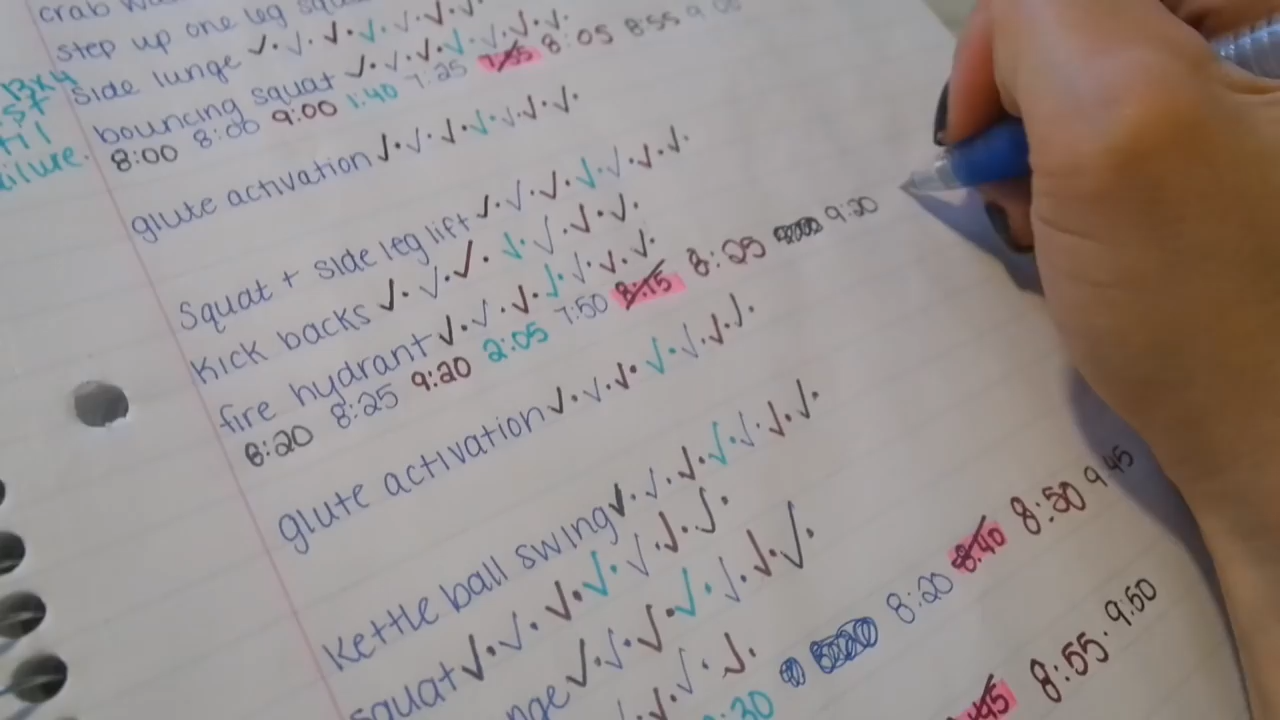 crab
step up one leg
side lunge ✓. ✓. ✓. ✓. ✓. ✓. ✓.
bouncing squat ✓. ✓. ✓. ✓. ✓. ✓. ✓.
8:00 8:00 9:00 1:40 7:25 7:55 8:05 8:55
glute activation ✓. ✓. ✓. ✓. ✓. ✓. ✓.
Squat + side leg lift ✓. ✓. ✓. ✓. ✓. ✓. ✓.
Kick backs ✓. ✓. ✓. ✓. ✓. ✓. ✓.
fire hydrant ✓. ✓. ✓. ✓. ✓. ✓. ✓.
8:20 8:25 9:20 2:05 7:50 8:15 8:25 9:20
glute activation ✓. ✓. ✓. ✓. ✓. ✓. ✓.
Kettle ball swing ✓. ✓. ✓. ✓. ✓. ✓. ✓.
squat ✓. ✓. ✓. ✓. ✓. ✓. ✓.
✓. ✓. ✓. ✓. ✓. ✓. ✓.
8:20 8:40 8:50 9:45
8:55. 9:50